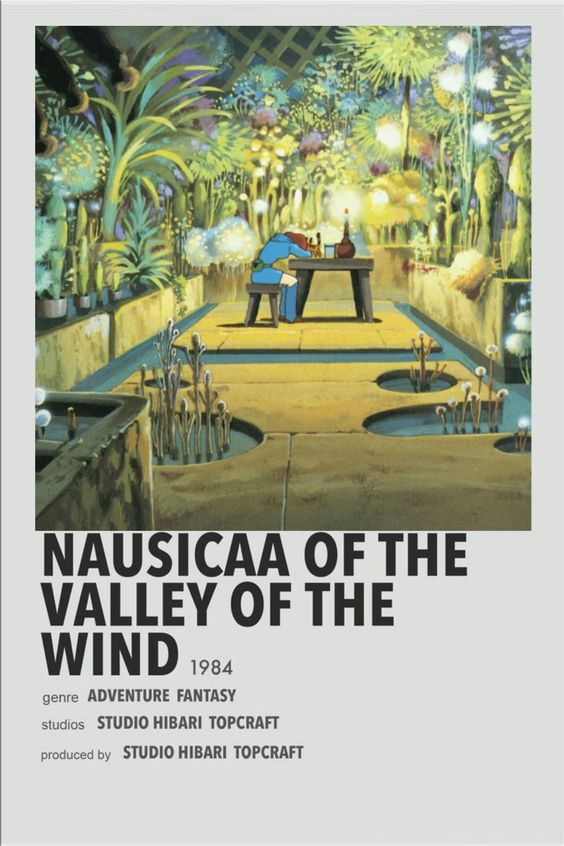 NAUSICAA OF THE
VALLEY OF THE
WIND 1984
genre ADVENTURE FANTASY
studios STUDIO HIBARI TOPCRAFT
produced by STUDIO HIBARI TOPCRAFT